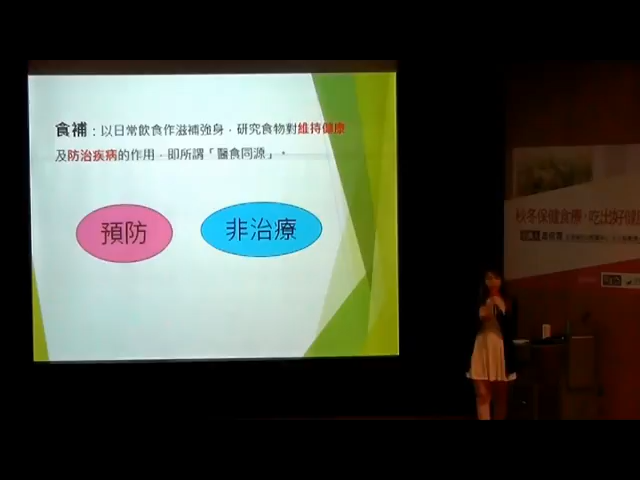 食補：以日常飲食作滋補強身，研究食物對維持健康
及防治疾病的作用，即所謂「醫食同源」。
預防
非治療
秋冬保健食療，吃出好健